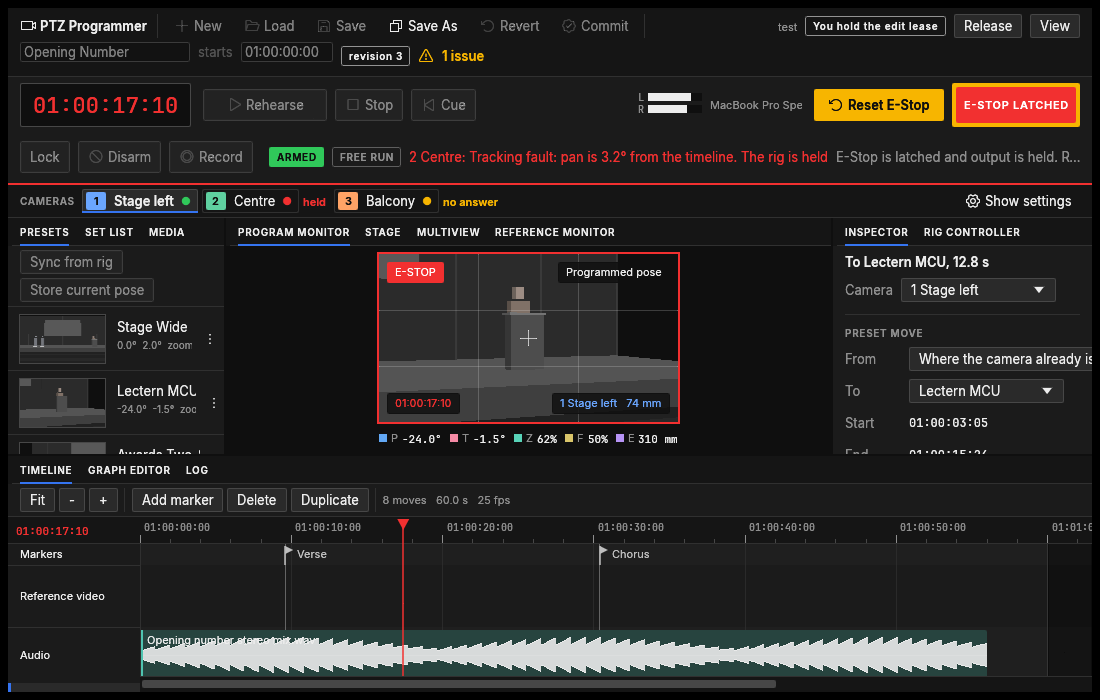 PTZ Programmer New Load Save Save As Revert Commit test You hold the edit lease Release View
Opening Number starts 01:00:00:00 revision 3 1 issue
01:00:17:10 Rehearse Stop Cue L R MacBook Pro Spe Reset E-Stop E-STOP LATCHED
Lock Disarm Record ARMED FREE RUN 2 Centre: Tracking fault: pan is 3.2° from the timeline. The rig is held E-Stop is latched and output is held. R...
CAMERAS 1 Stage left 2 Centre held 3 Balcony no answer Show settings
PRESETS SET LIST MEDIA PROGRAM MONITOR STAGE MULTIVIEW REFERENCE MONITOR INSPECTOR RIG CONTROLLER
Sync from rig
Store current pose
Stage Wide
0.0° 2.0° zoom
Lectern MCU
-24.0° -1.5° zoo
E-STOP Programmed pose
01:00:17:10 1 Stage left 74 mm
P -24.0° T -1.5° Z 62% F 50% E 310 mm
To Lectern MCU, 12.8 s
Camera 1 Stage left
PRESET MOVE
From Where the camera already is
To Lectern MCU
Start 01:00:03:05
TIMELINE GRAPH EDITOR LOG
Fit - + Add marker Delete Duplicate 8 moves 60.0 s 25 fps
01:00:17:10 01:00:00:00 01:00:10:00 01:00:20:00 01:00:30:00 01:00:40:00 01:00:50:00 01:01:0
Markers Verse Chorus
Reference video
Opening number stereo mix.wav
Audio